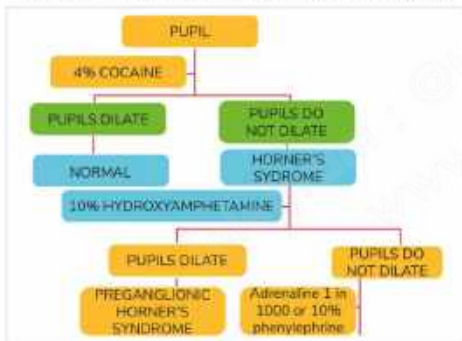 PUPIL
4% COCAINE
PUPILS DILATE
PUPILS DO
NOT DILATE
NORMAL
HORNER'S
SYDROME
10% HYDROXYAMPHETAMINE
PUPILS DILATE
PUPILS DO
NOT DILATE
PREGANGLIONIC
HORNER'S
SYNDROME
Adrenaline 1 in
1000 or 10%
phenylephrine